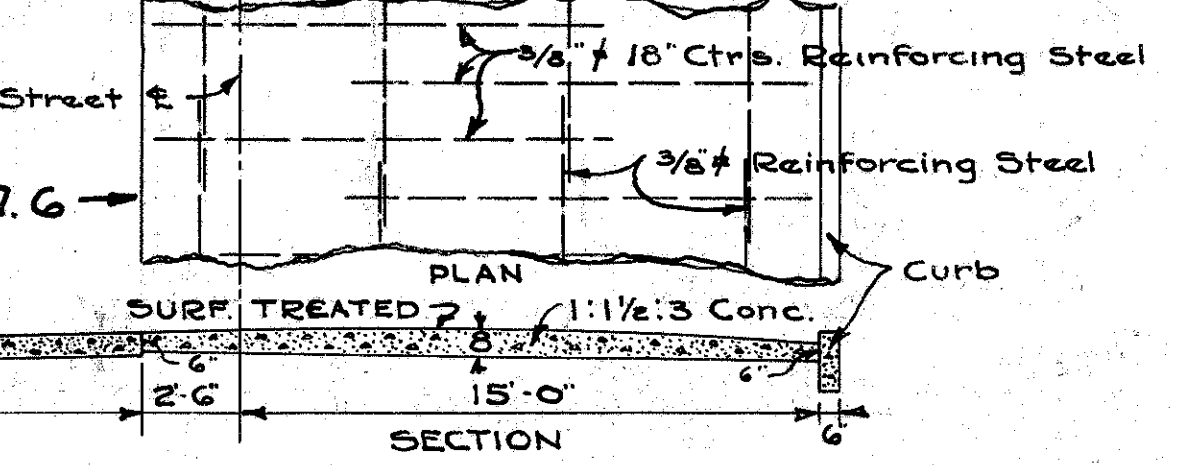 3/8" ϕ 18" Ctrs. Reinforcing Steel
Street ℄
7. 6
3/8" ϕ Reinforcing Steel
Curb
PLAN
SURF. TREATED
1:1½:3 Conc.
8
6"
6"
2'-6"
15'-0"
6"
SECTION